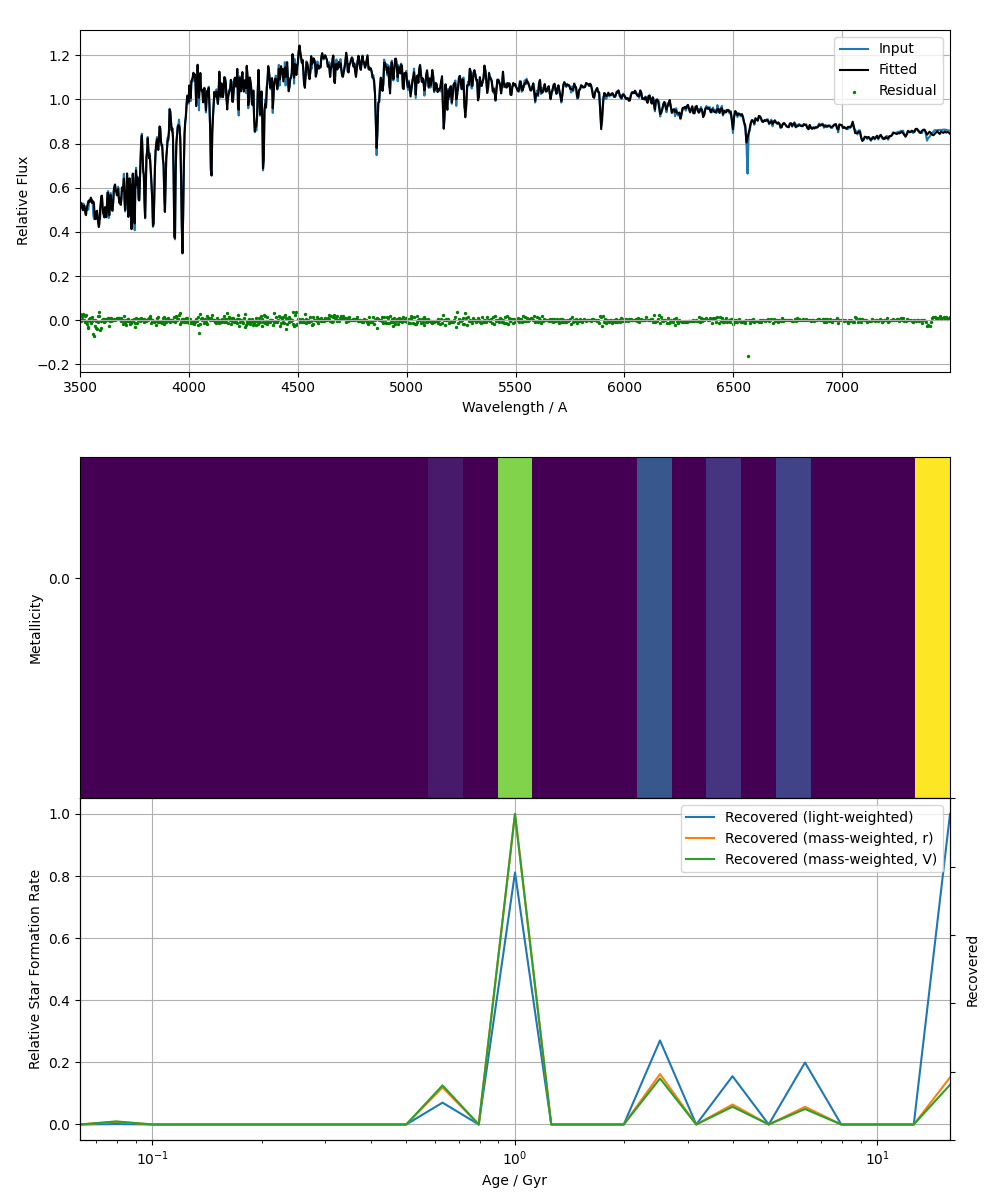 1.2
1.0
0.8
0.6
0.4
0.2
0.0
−0.2
Relative Flux
Input
Fitted
Residual
3500 4000 4500 5000 5500 6000 6500 7000
Wavelength / A
0.0
Metallicity
1.0
0.8
0.6
0.4
0.2
0.0
Relative Star Formation Rate
Recovered (light-weighted)
Recovered (mass-weighted, r)
Recovered (mass-weighted, V)
Recovered
10⁻¹ 10⁰ 10¹
Age / Gyr